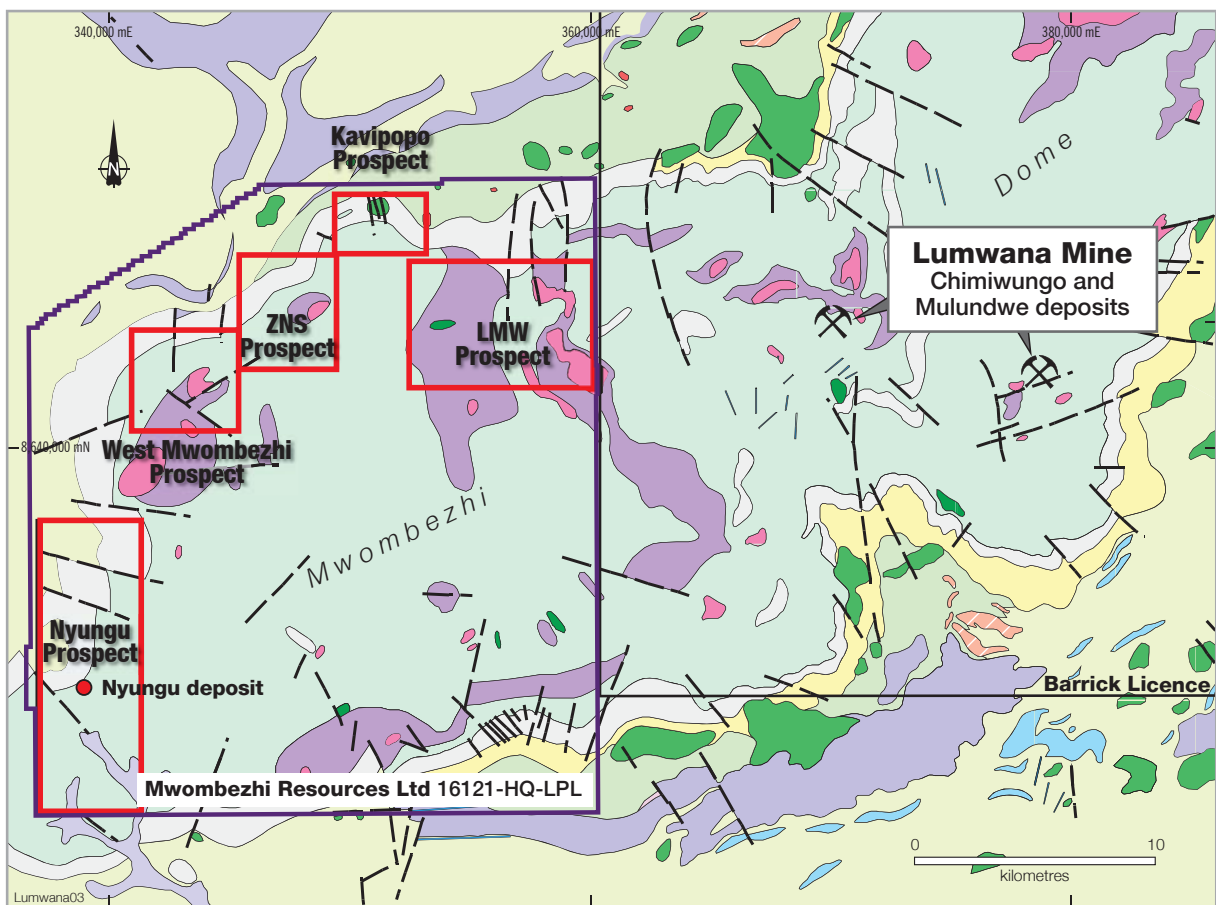 340,000 mE
360,000 mE
380,000 mE
Kavipopo
Prospect
N
Dome
Lumwana Mine
Chimiwungo and
Mulundwe deposits
ZNS
Prospect
LMW
Prospect
8,640,000 mN
West Mwombezhi
Prospect
Mwombezhi
Nyungu
Prospect
Nyungu deposit
Barrick Licence
Mwombezhi Resources Ltd 16121-HQ-LPL
0 10
kilometres
Lumwana03